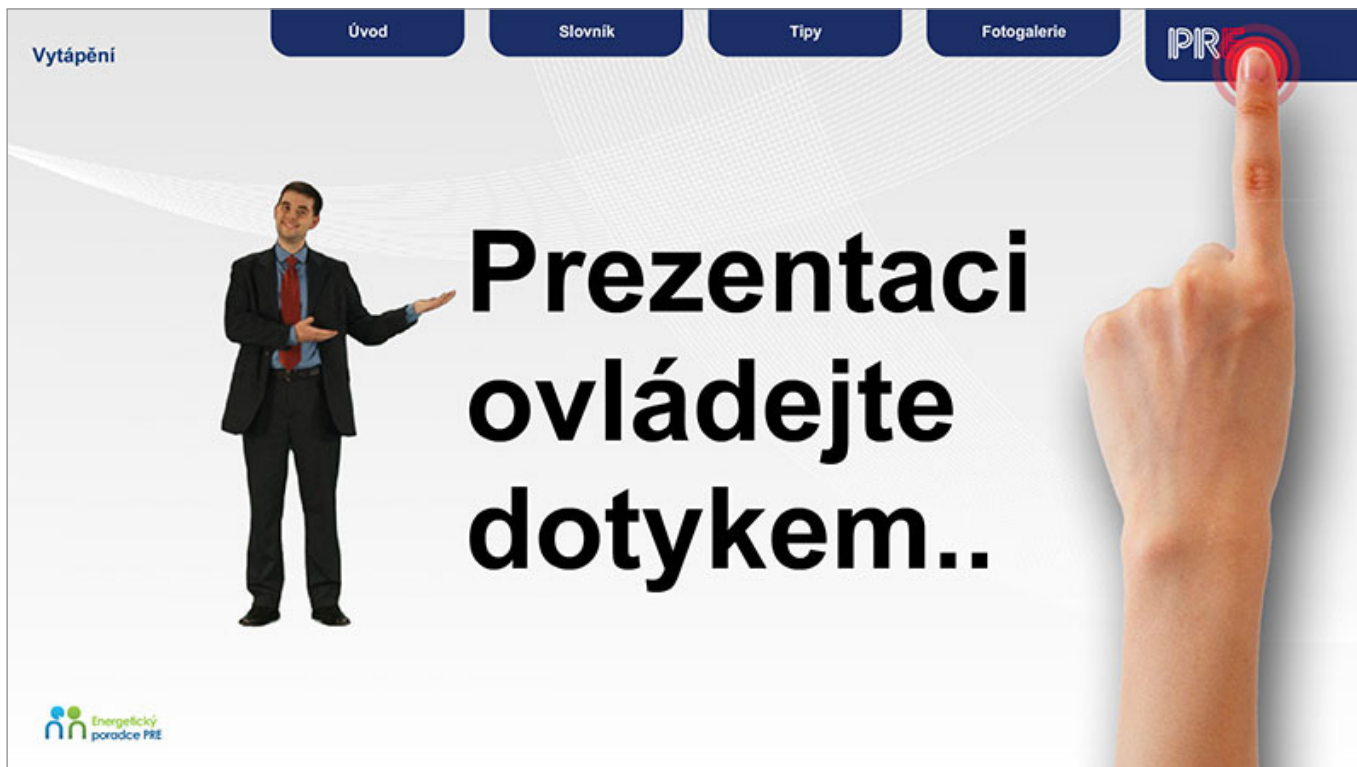 Vytápění
Úvod
Slovník
Tipy
Fotogalerie
PRE
Prezentaci
ovládejte
dotykem..
Energetický
poradce PRE